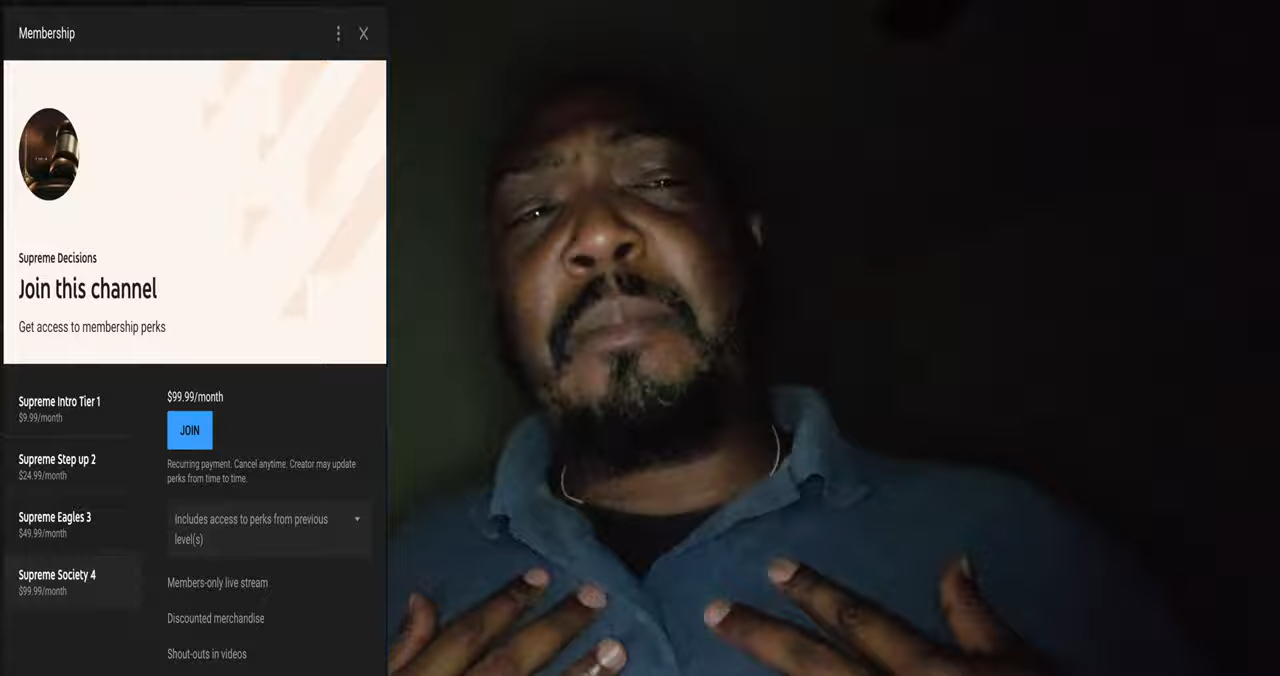 Membership
Supreme Decisions
Join this channel
Get access to membership perks
Supreme Intro Tier 1
$9.99/month
Supreme Step up 2
$24.99/month
Supreme Eagles 3
$49.99/month
Supreme Society 4
$99.99/month
$99.99/month
JOIN
Recurring payment. Cancel anytime. Creator may update
perks from time to time.
Includes access to perks from previous
level(s)
Members-only live stream
Discounted merchandise
Shout-outs in videos